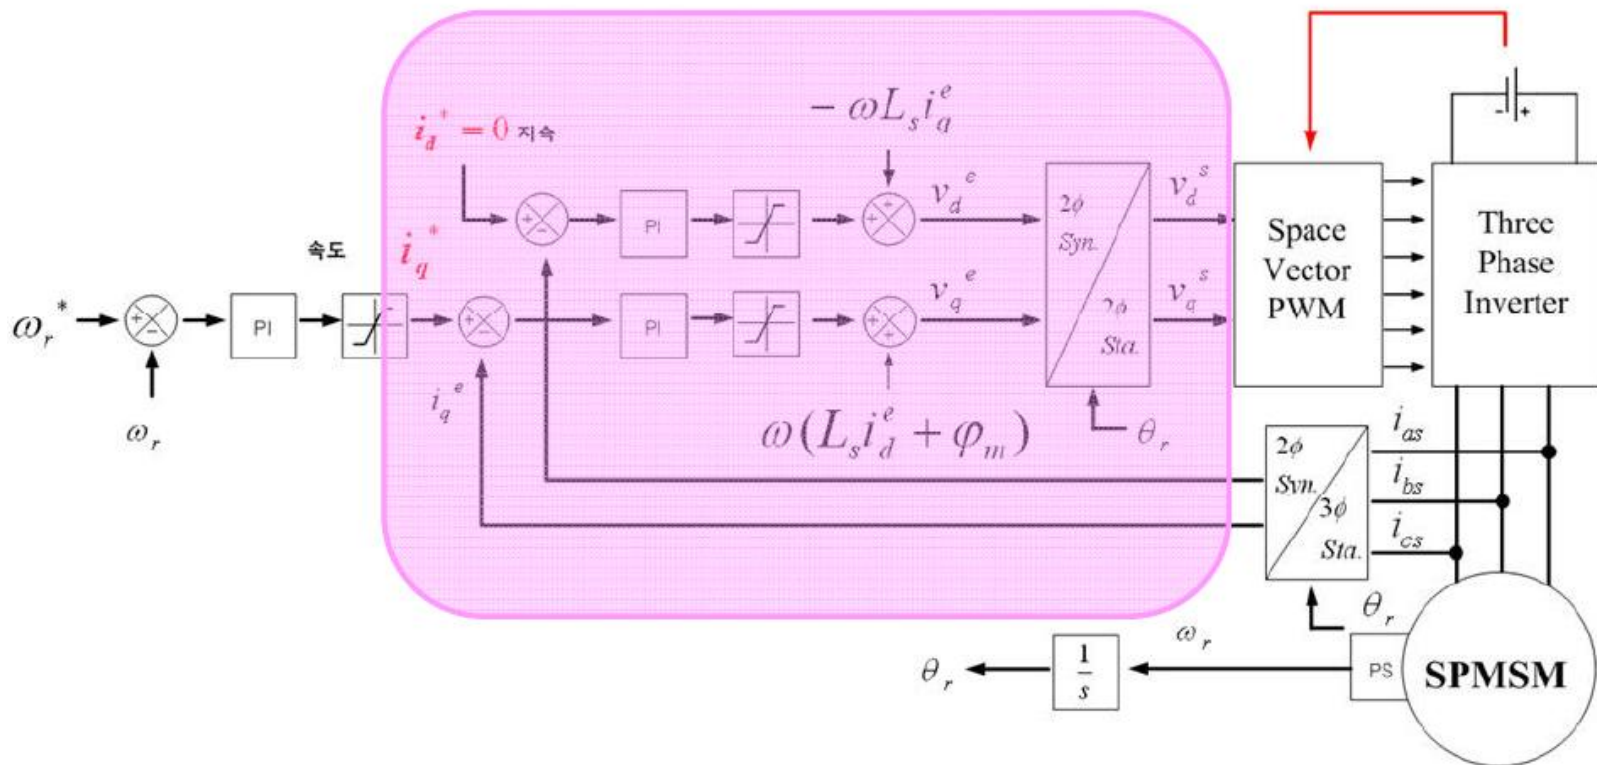 − ωL_s i_q^e
i_d^* = 0 지속
v_d^e
v_d^s
2φ
Syn.
2φ
Sta.
PI
Space
Vector
PWM
Three
Phase
Inverter
속도
i_q^*
v_q^e
v_q^s
ω_r^*
PI
PI
i_q^e
ω_r
ω(L_s i_d^e + φ_m)
θ_r
2φ
Syn.
3φ
Sta.
i_as
i_bs
i_cs
θ_r
ω_r
θ_r
1
s
PS
SPMSM